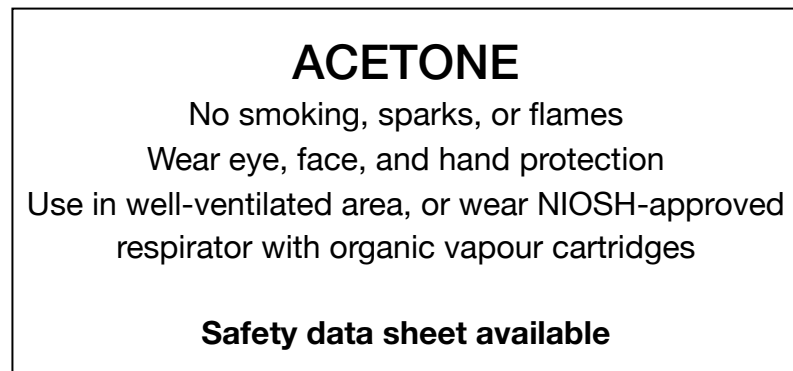 ACETONE
No smoking, sparks, or flames
Wear eye, face, and hand protection
Use in well-ventilated area, or wear NIOSH-approved
respirator with organic vapour cartridges
Safety data sheet available